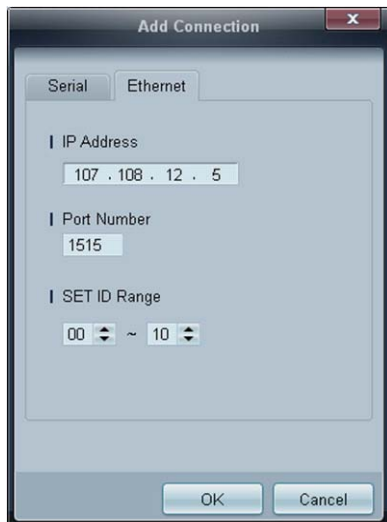 Add Connection
x
Serial Ethernet
IP Address
107 . 108 . 12 . 5
Port Number
1515
SET ID Range
00 ~ 10
OK Cancel